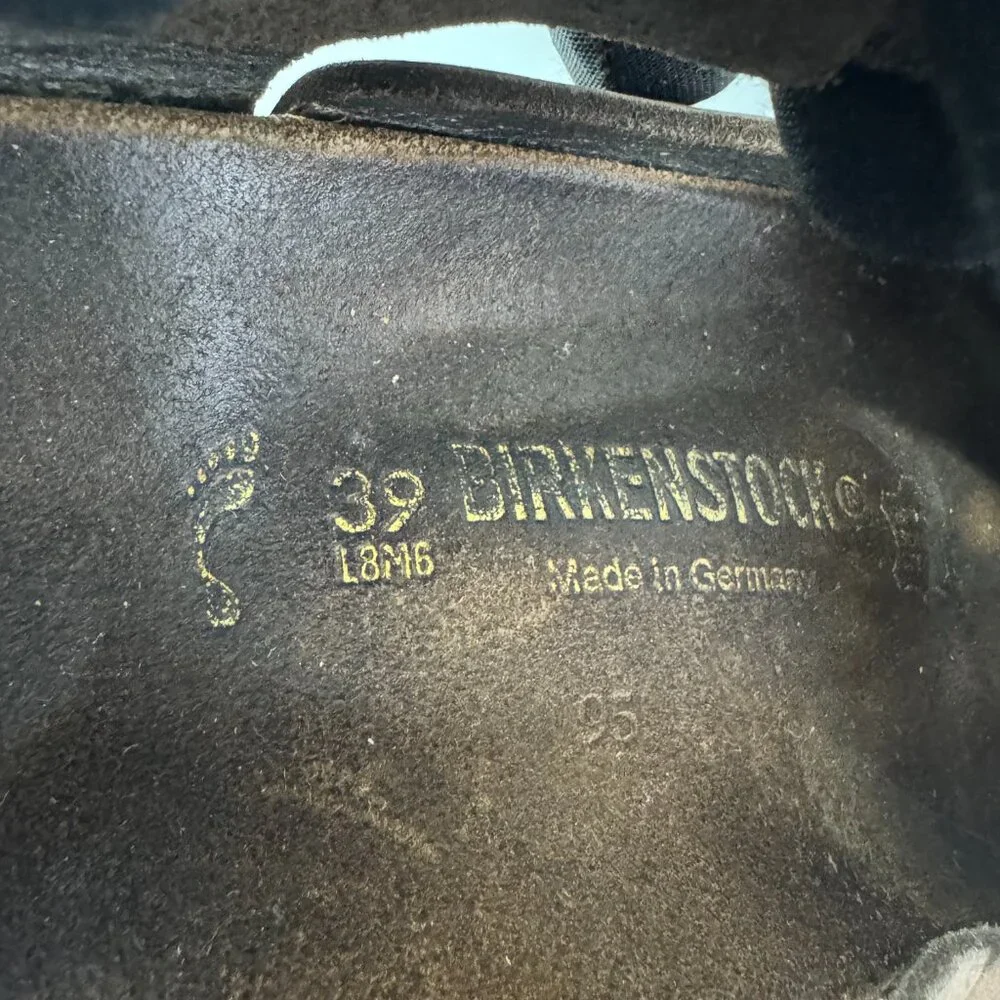 39 BIRKENSTOCK®
L8M6
Made in Germany
95